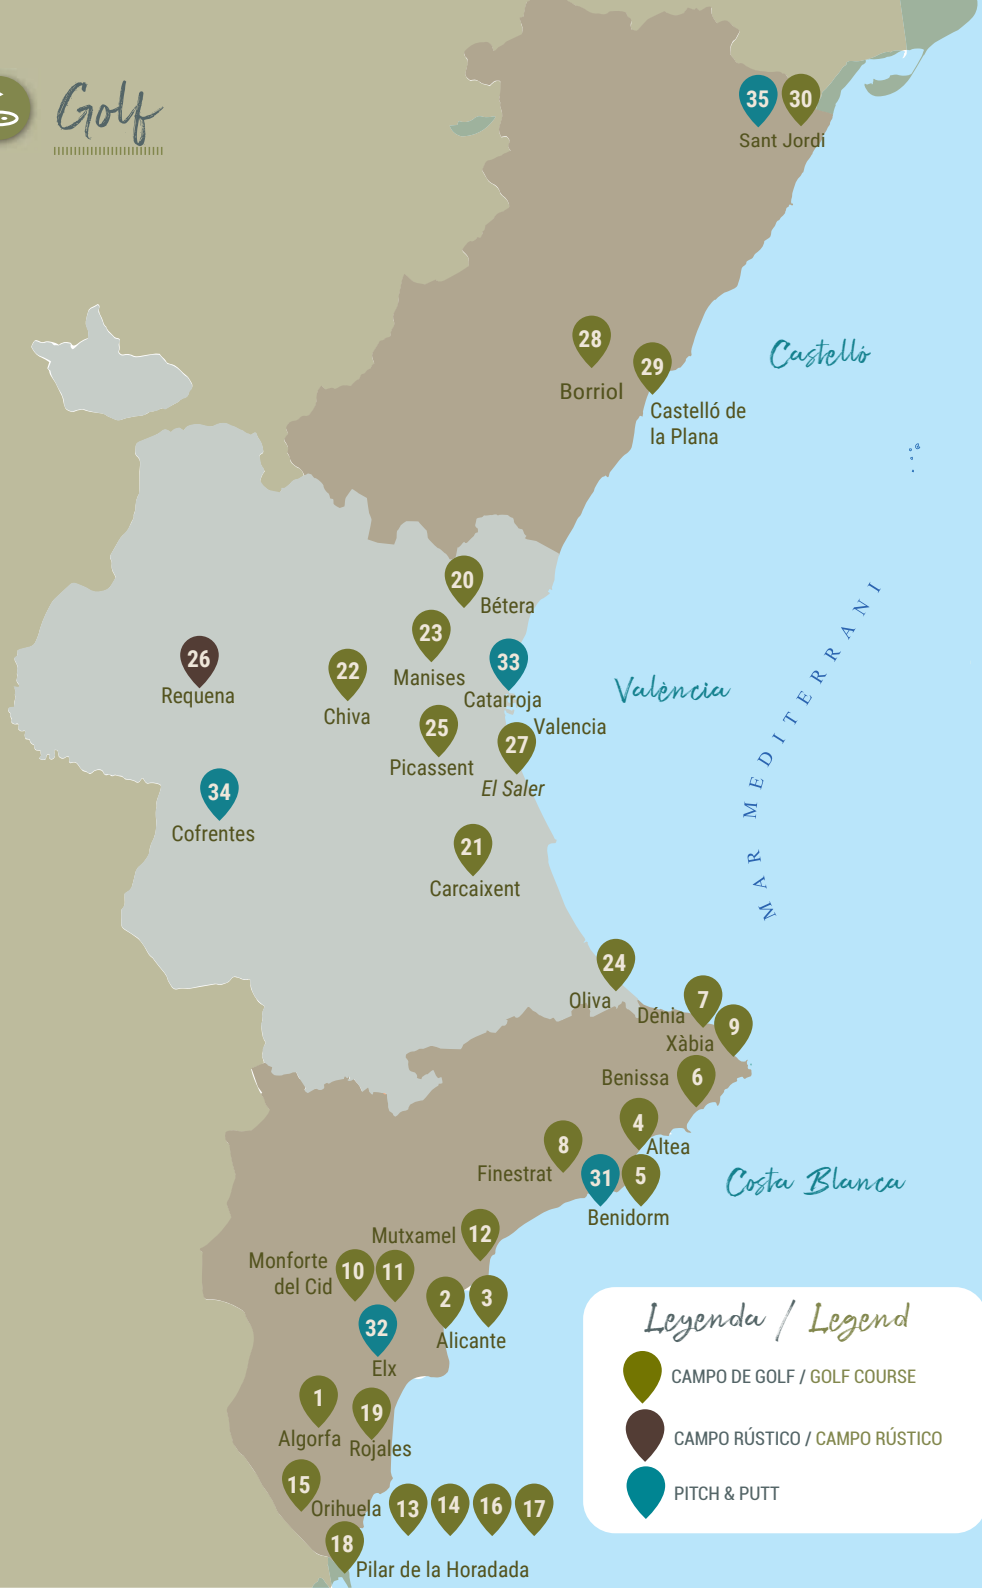 Golf
35
30
Sant Jordi
28
Borriol
29
Castelló de
la Plana
Castelló
20
Bétera
23
Manises
33
Catarroja
26
Requena
22
Chiva
València
25
Picassent
Valencia
27
El Saler
34
Cofrentes
21
Carcaixent
MAR MEDITERRANI
24
Oliva
7
Dénia
9
Xàbia
6
Benissa
4
Altea
8
Finestrat
31
5
Benidorm
Costa Blanca
12
Mutxamel
Monforte
del Cid
10
11
2
3
Alicante
32
Elx
1
Algorfa
19
Rojales
15
Orihuela
13
14
16
17
18
Pilar de la Horadada
Leyenda / Legend
CAMPO DE GOLF / GOLF COURSE
CAMPO RÚSTICO / CAMPO RÚSTICO
PITCH & PUTT